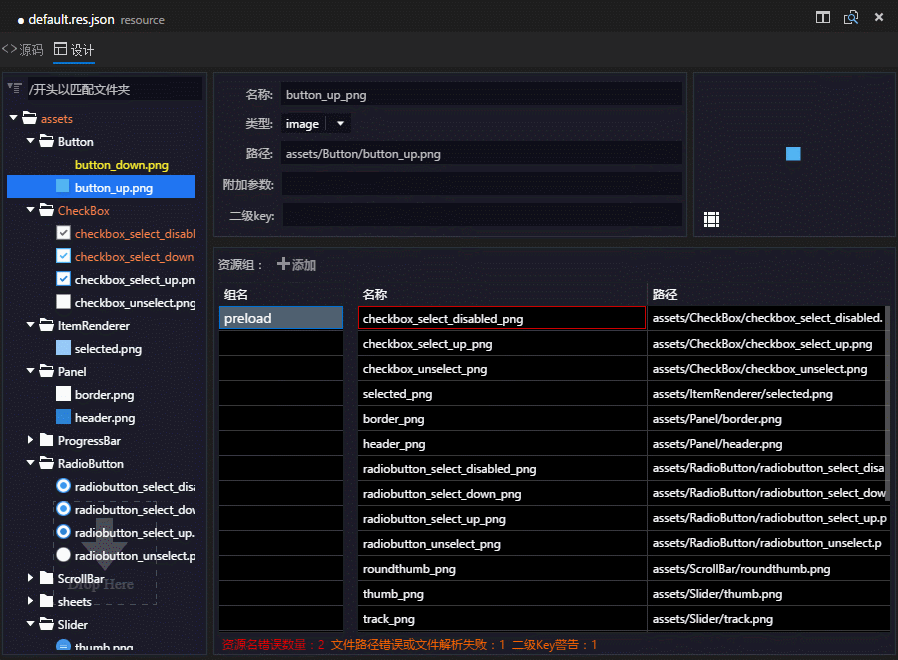 ● default.res.json resource
<> 源码 设计
/开头以匹配文件夹
assets
Button
button_down.png
button_up.png
CheckBox
checkbox_select_disabl
checkbox_select_down
checkbox_select_up.pn
checkbox_unselect.png
ItemRenderer
selected.png
Panel
border.png
header.png
ProgressBar
RadioButton
radiobutton_select_disa
radiobutton_select_dov
radiobutton_select_up.
radiobutton_unselect.p
ScrollBar
Drop Here
sheets
Slider
thumb.png
名称: button_up_png
类型: image
路径: assets/Button/button_up.png
附加参数:
二级key:
资源组： 添加
组名 名称 路径
preload checkbox_select_disabled_png assets/CheckBox/checkbox_select_disabled.
checkbox_select_up_png assets/CheckBox/checkbox_select_up.png
checkbox_unselect_png assets/CheckBox/checkbox_unselect.png
selected_png assets/ItemRenderer/selected.png
border_png assets/Panel/border.png
header_png assets/Panel/header.png
radiobutton_select_disabled_png assets/RadioButton/radiobutton_select_disa
radiobutton_select_down_png assets/RadioButton/radiobutton_select_dow
radiobutton_select_up_png assets/RadioButton/radiobutton_select_up.p
radiobutton_unselect_png assets/RadioButton/radiobutton_unselect.p
roundthumb_png assets/ScrollBar/roundthumb.png
thumb_png assets/Slider/thumb.png
track_png assets/Slider/track.png
资源名错误数量：2 文件路径错误或文件解析失败：1 二级Key警告：1